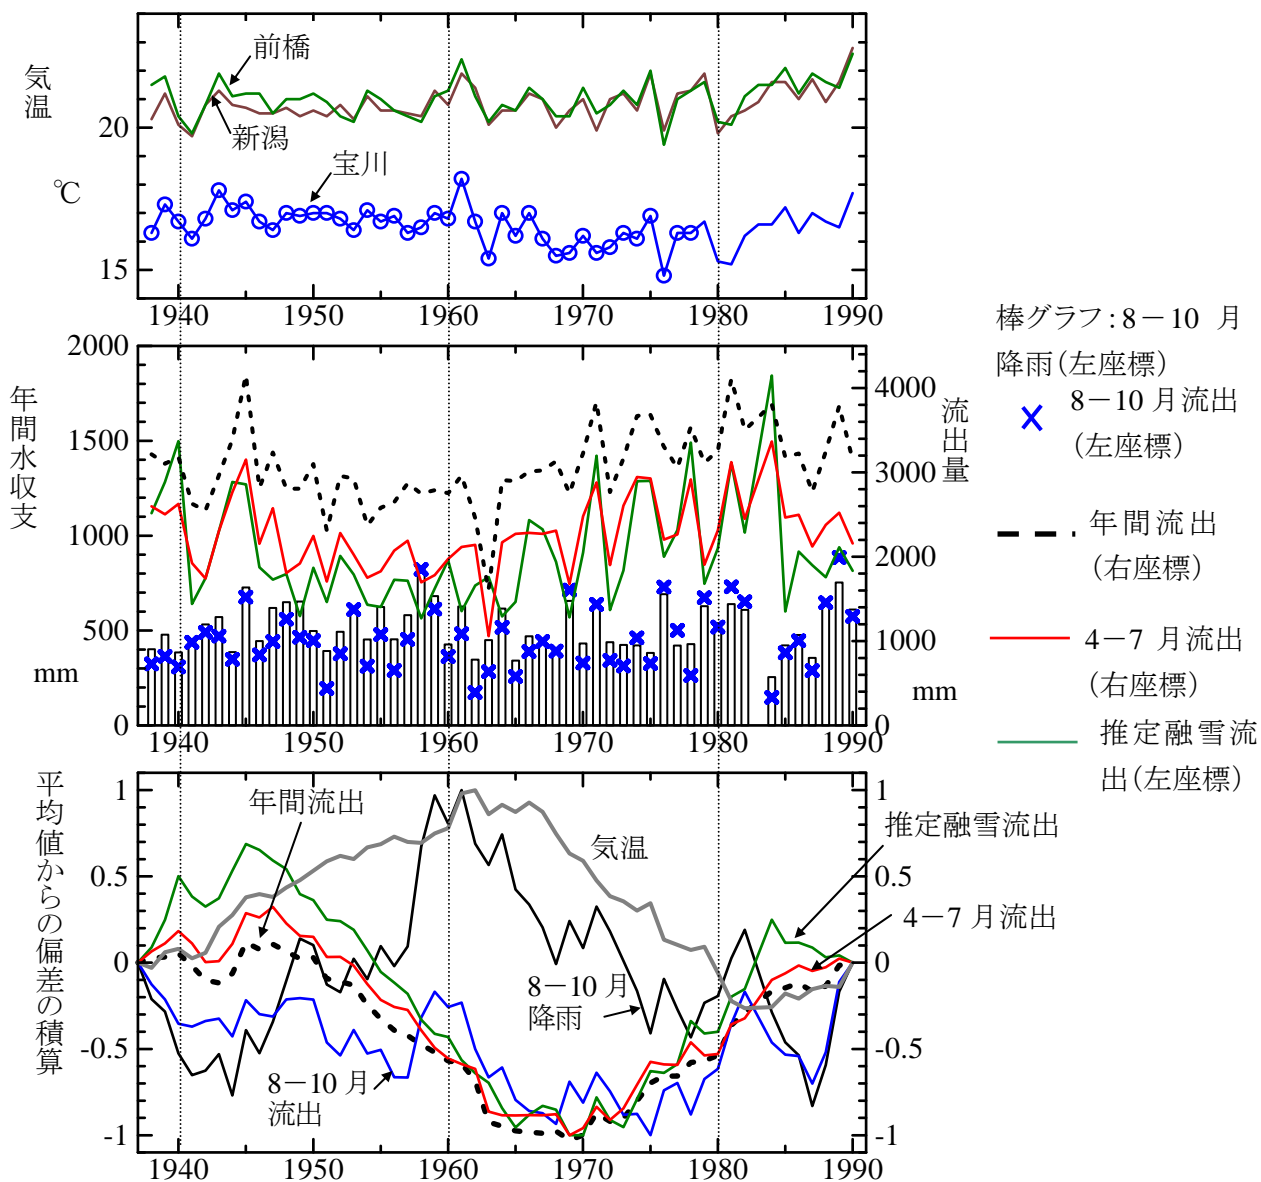 気温
℃
20
15
前橋
新潟
宝川
1940 1950 1960 1970 1980 1990
年間水収支
mm
2000
1500
1000
500
0
流出量
mm
4000
3000
2000
1000
0
1940 1950 1960 1970 1980 1990
棒グラフ:8－10 月
降雨(左座標)
8－10 月流出
(左座標)
年間流出
(右座標)
4－7 月流出
(右座標)
推定融雪流
出(左座標)
平均値からの偏差の積算
1
0.5
0
-0.5
-1
年間流出
気温
8－10 月
降雨
8－10 月
流出
1
0.5
0
-0.5
-1
推定融雪流出
4－7 月流出
1940 1950 1960 1970 1980 1990